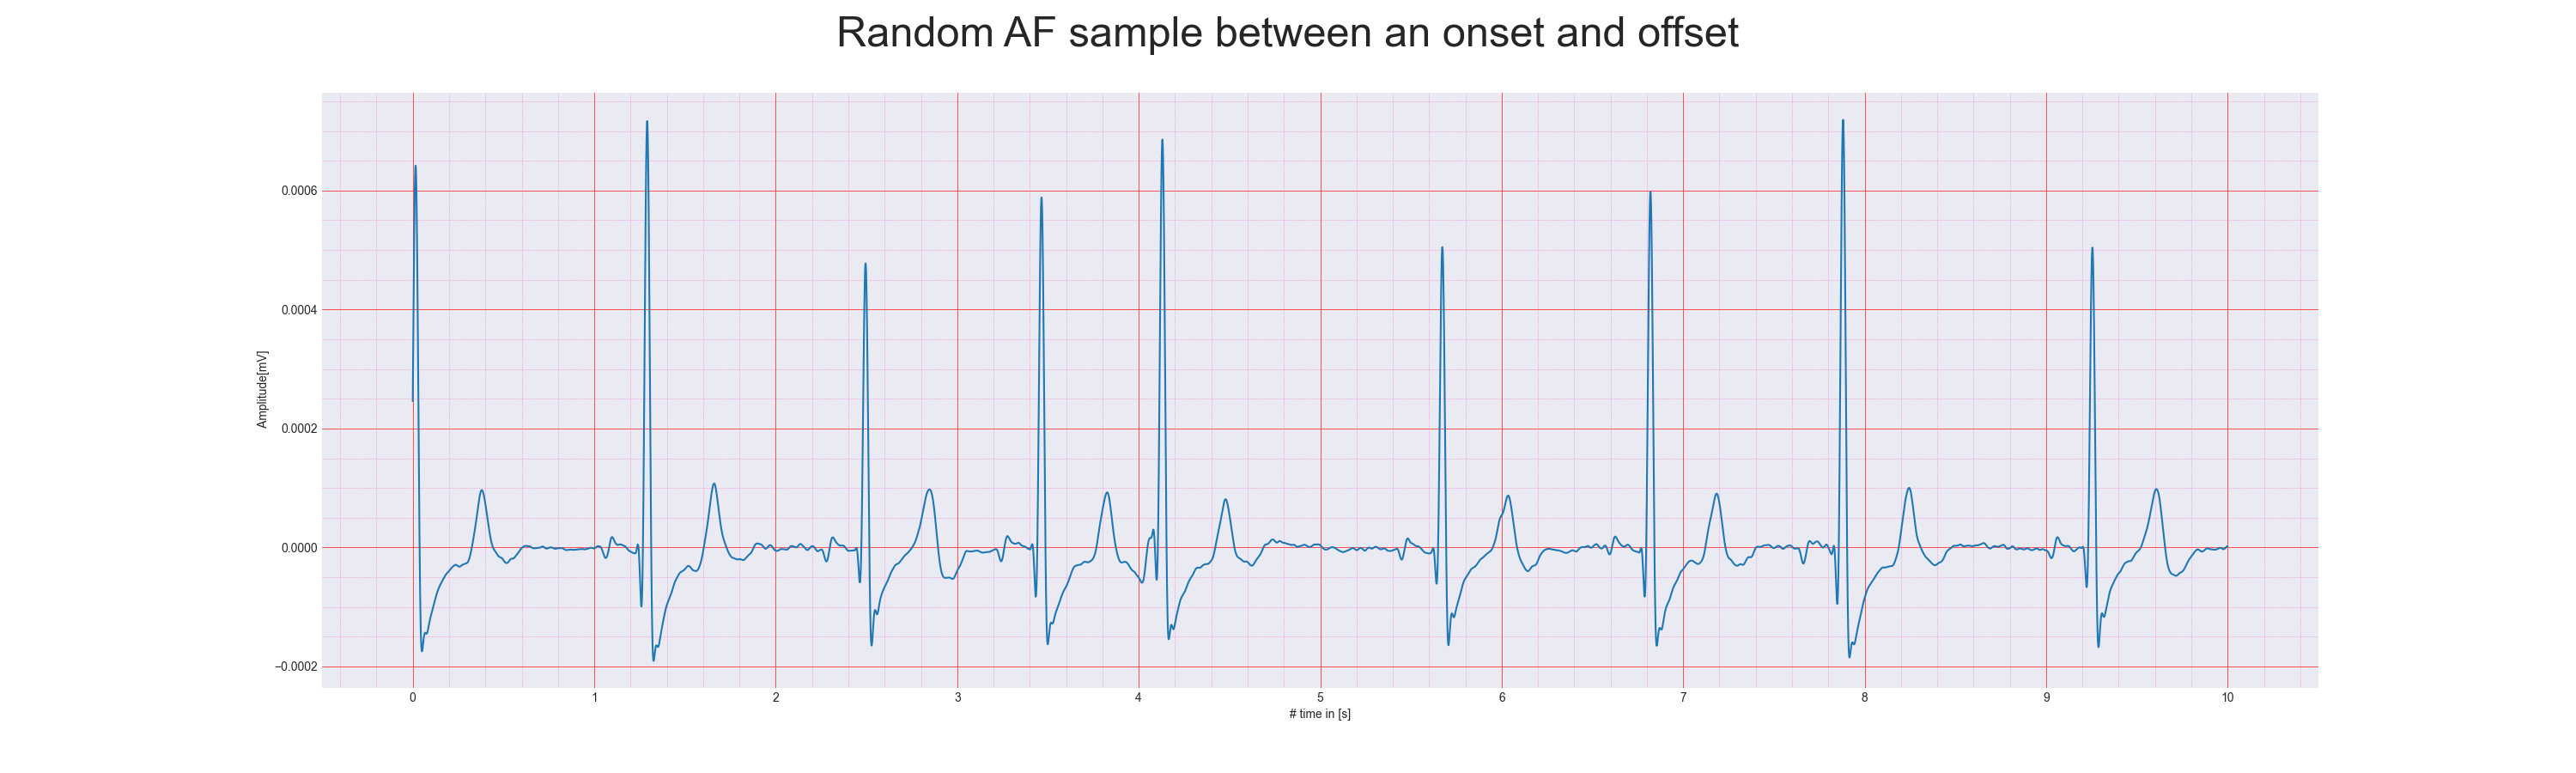 Random AF sample between an onset and offset
0.0006
0.0004
0.0002
0.0000
−0.0002
Amplitude[mV]
0 1 2 3 4 5 6 7 8 9 10
# time in [s]